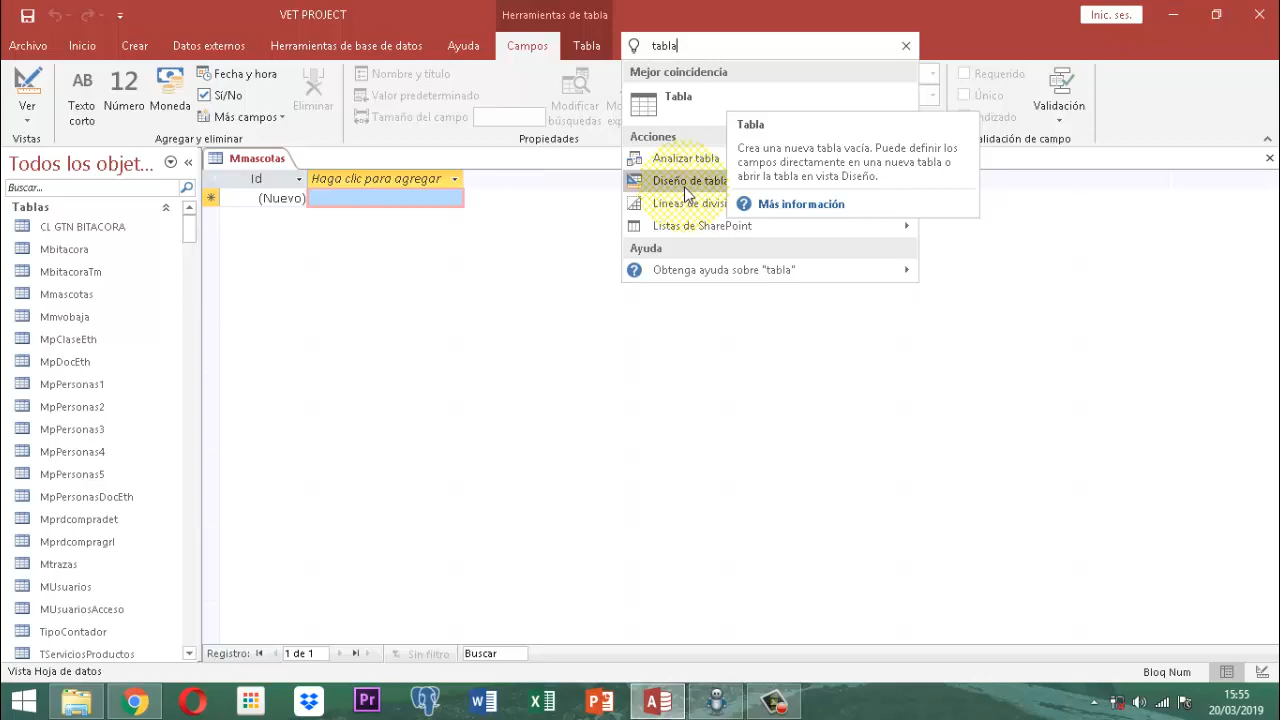 VET PROJECT
Herramientas de tabla
Inic. ses.
Archivo
Inicio
Crear
Datos externos
Herramientas de base de datos
Ayuda
Campos
Tabla
tabla
Ver
Vistas
AB
Texto
corto
12
Número
Moneda
Fecha y hora
Sí/No
Más campos
Eliminar
Agregar y eliminar
Nombre y título
Valor predeterminado
Tamaño del campo
Modificar
búsquedas
Propiedades
Requerido
Único
Validación
Mejor coincidencia
Tabla
Acciones
Analizar tabla
Diseño de tabla
Listas de SharePoint
Ayuda
Obtenga ayuda sobre "tabla"
Tabla
Crea una nueva tabla vacía. Puede definir los
campos directamente en una nueva tabla o
abrir la tabla en vista Diseño.
Más información
Todos los objet...
Buscar...
Tablas
CL GTN BITACORA
Mbitacora
MbitacoraTm
Mmascotas
Mmvobaja
MpClaseEth
MpDocEth
MpPersonas1
MpPersonas2
MpPersonas3
MpPersonas4
MpPersonas5
MpPersonasDocEth
Mprdcompradet
Mprdcompragrl
Mtrazas
MUsuarios
MUsuariosAcceso
TipoContador
TServiciosProductos
Mmascotas
Id
Haga clic para agregar
(Nuevo)
Registro:
1 de 1
Sin filtro
Buscar
Vista Hoja de datos
Bloq Num
15:55
20/03/2019